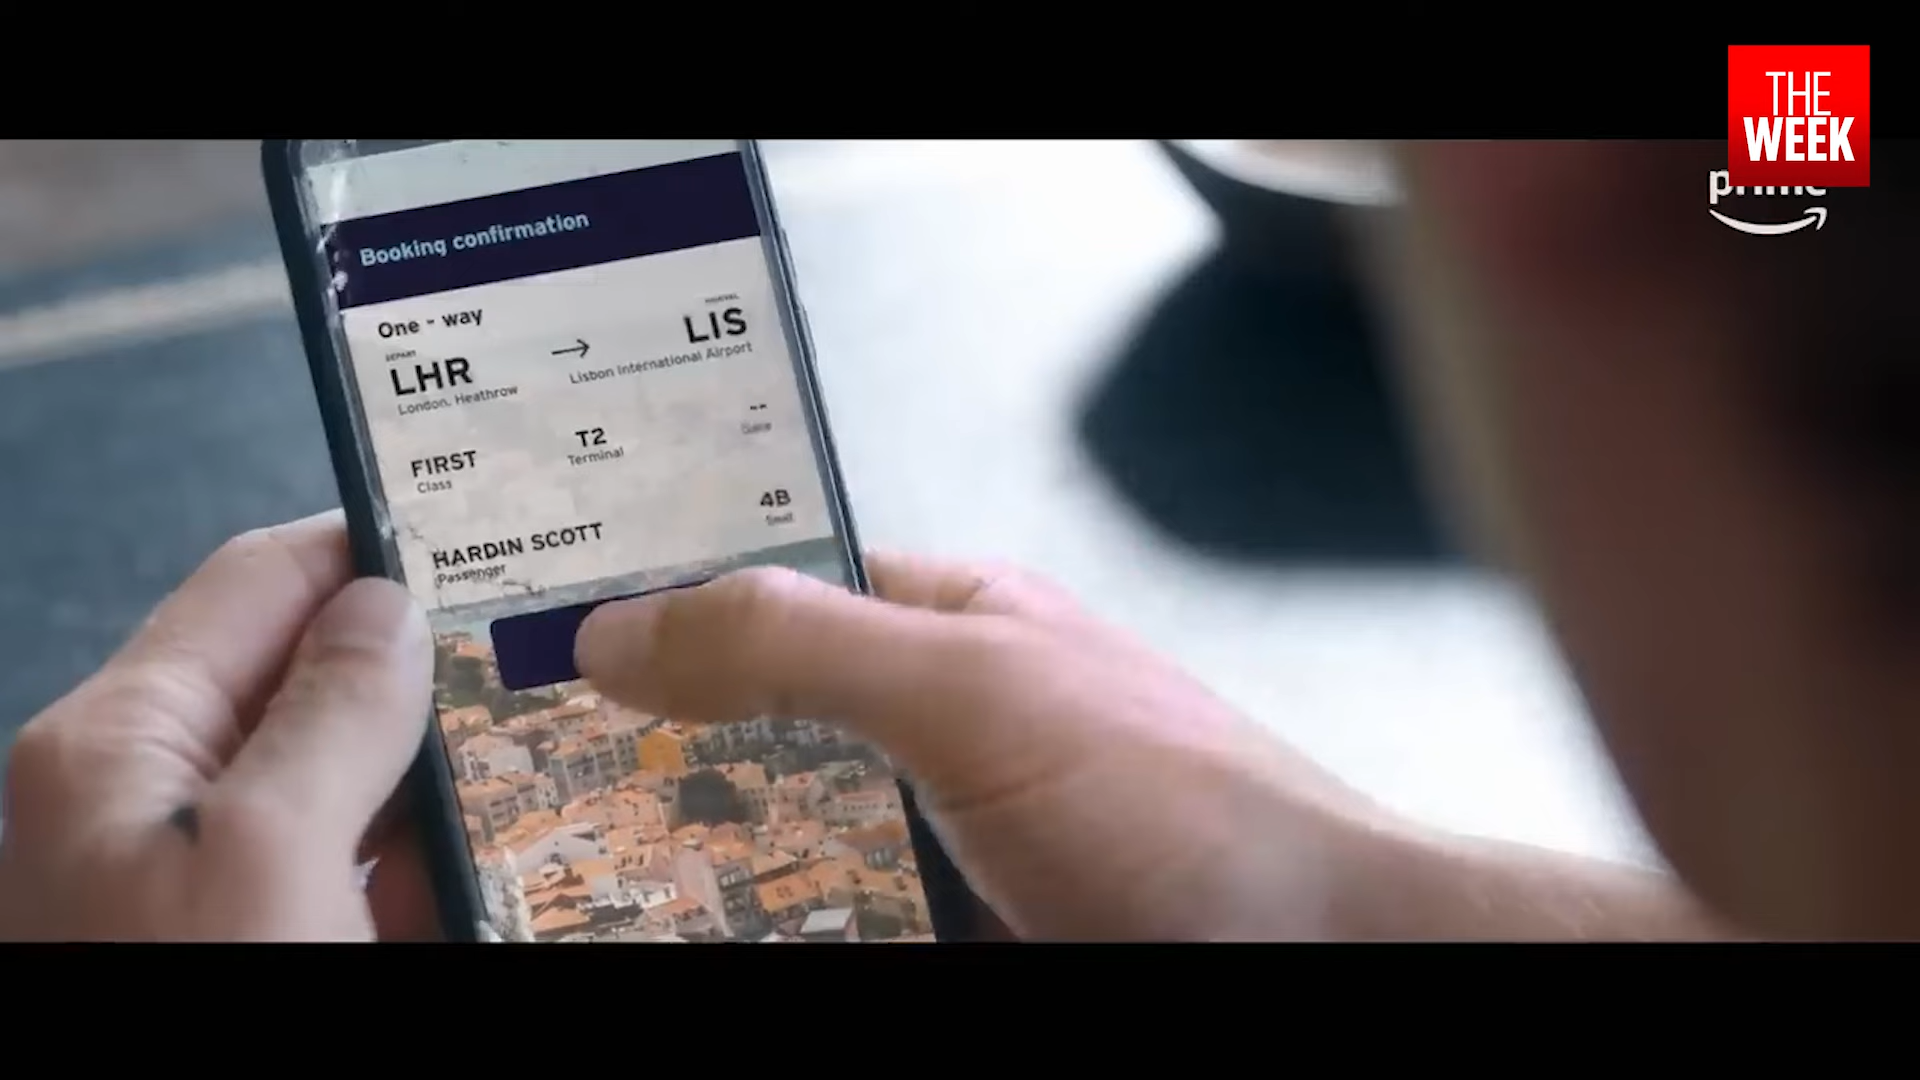 THE
WEEK
prime
Booking confirmation
One - way
DEPART
LHR
London, Heathrow
LIS
Lisbon International Airport
FIRST
Class
T2
Terminal
--
Gate
HARDIN SCOTT
Passenger
4B
Seat